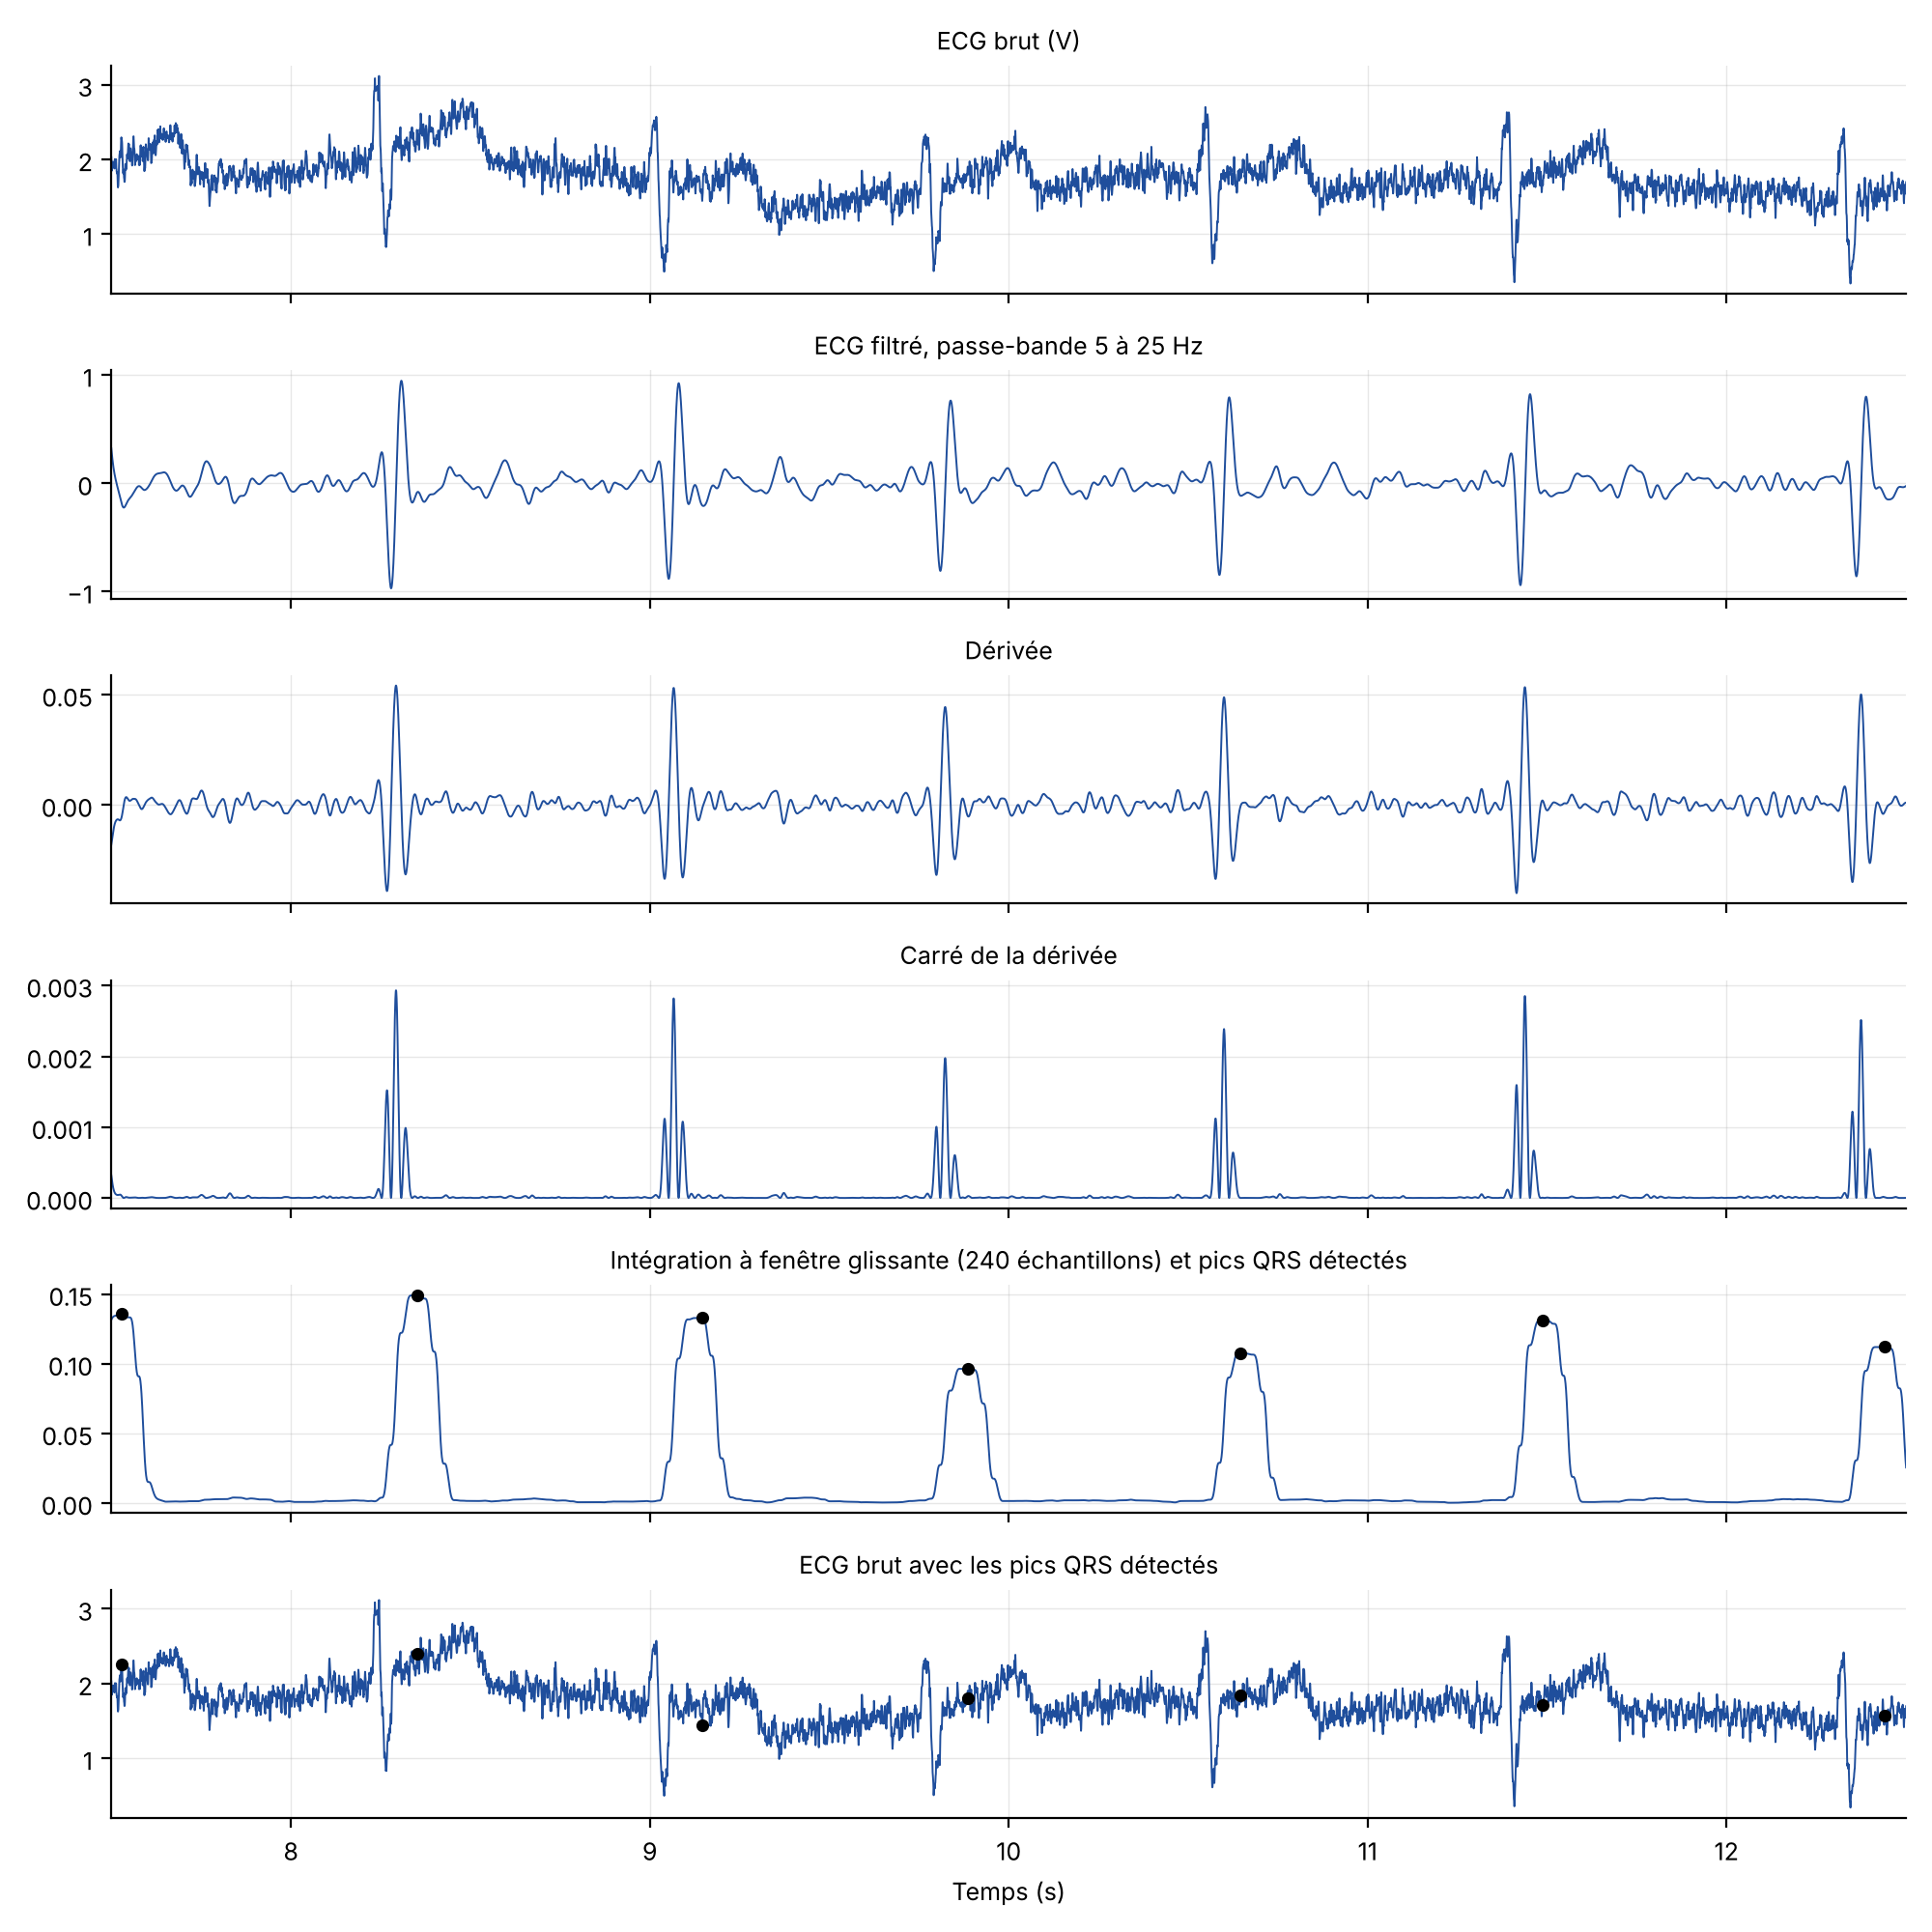 ECG brut (V)
3
2
1
ECG filtré, passe-bande 5 à 25 Hz
1
0
−1
Dérivée
0.05
0.00
Carré de la dérivée
0.003
0.002
0.001
0.000
Intégration à fenêtre glissante (240 échantillons) et pics QRS détectés
0.15
0.10
0.05
0.00
ECG brut avec les pics QRS détectés
3
2
1
8 9 10 11 12
Temps (s)